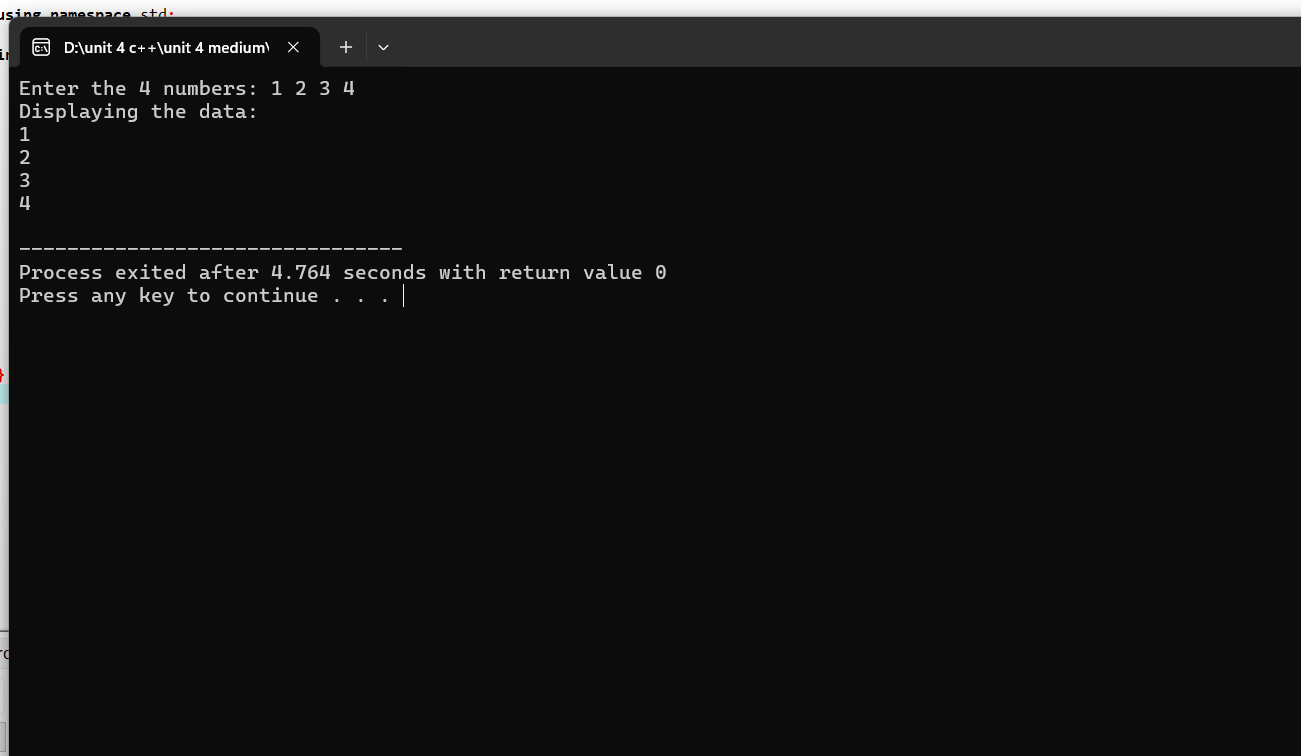 using namespace std;
D:\unit 4 c++\unit 4 medium\
Enter the 4 numbers: 1 2 3 4
Displaying the data:
1
2
3
4
--------------------------------
Process exited after 4.764 seconds with return value 0
Press any key to continue . . .
}